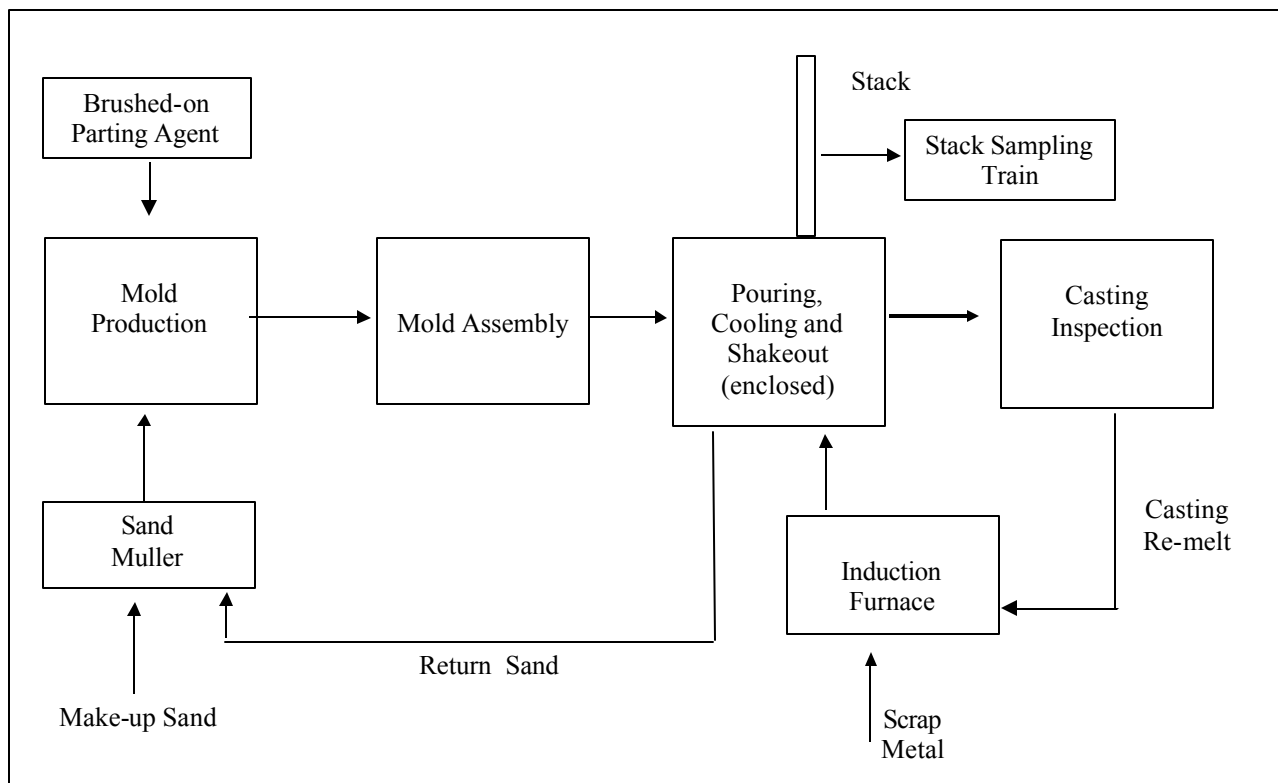 Brushed-on
Parting Agent
Stack
Stack Sampling
Train
Mold
Production
Mold Assembly
Pouring,
Cooling and
Shakeout
(enclosed)
Casting
Inspection
Sand
Muller
Induction
Furnace
Casting
Re-melt
Return Sand
Make-up Sand
Scrap
Metal